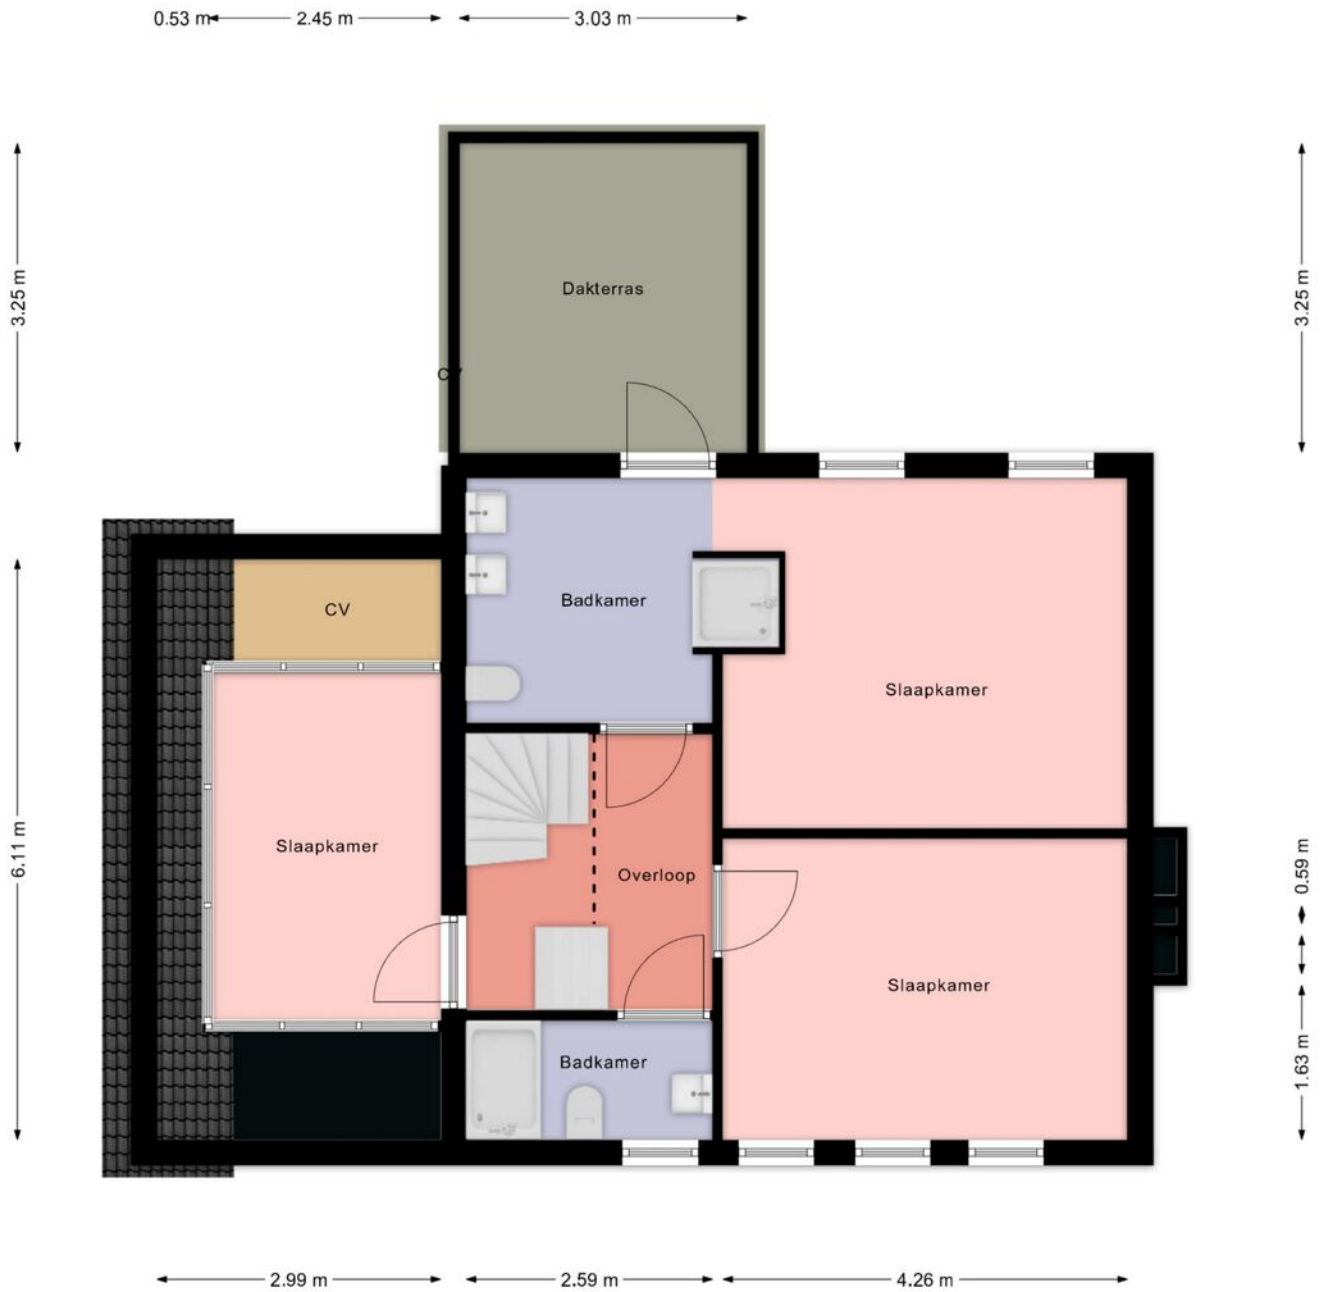 0.53 m
2.45 m
3.03 m
3.25 m
3.25 m
Dakterras
CV
Badkamer
CV
Slaapkamer
Slaapkamer
Overloop
6.11 m
0.59 m
Slaapkamer
Badkamer
1.63 m
2.99 m
2.59 m
4.26 m